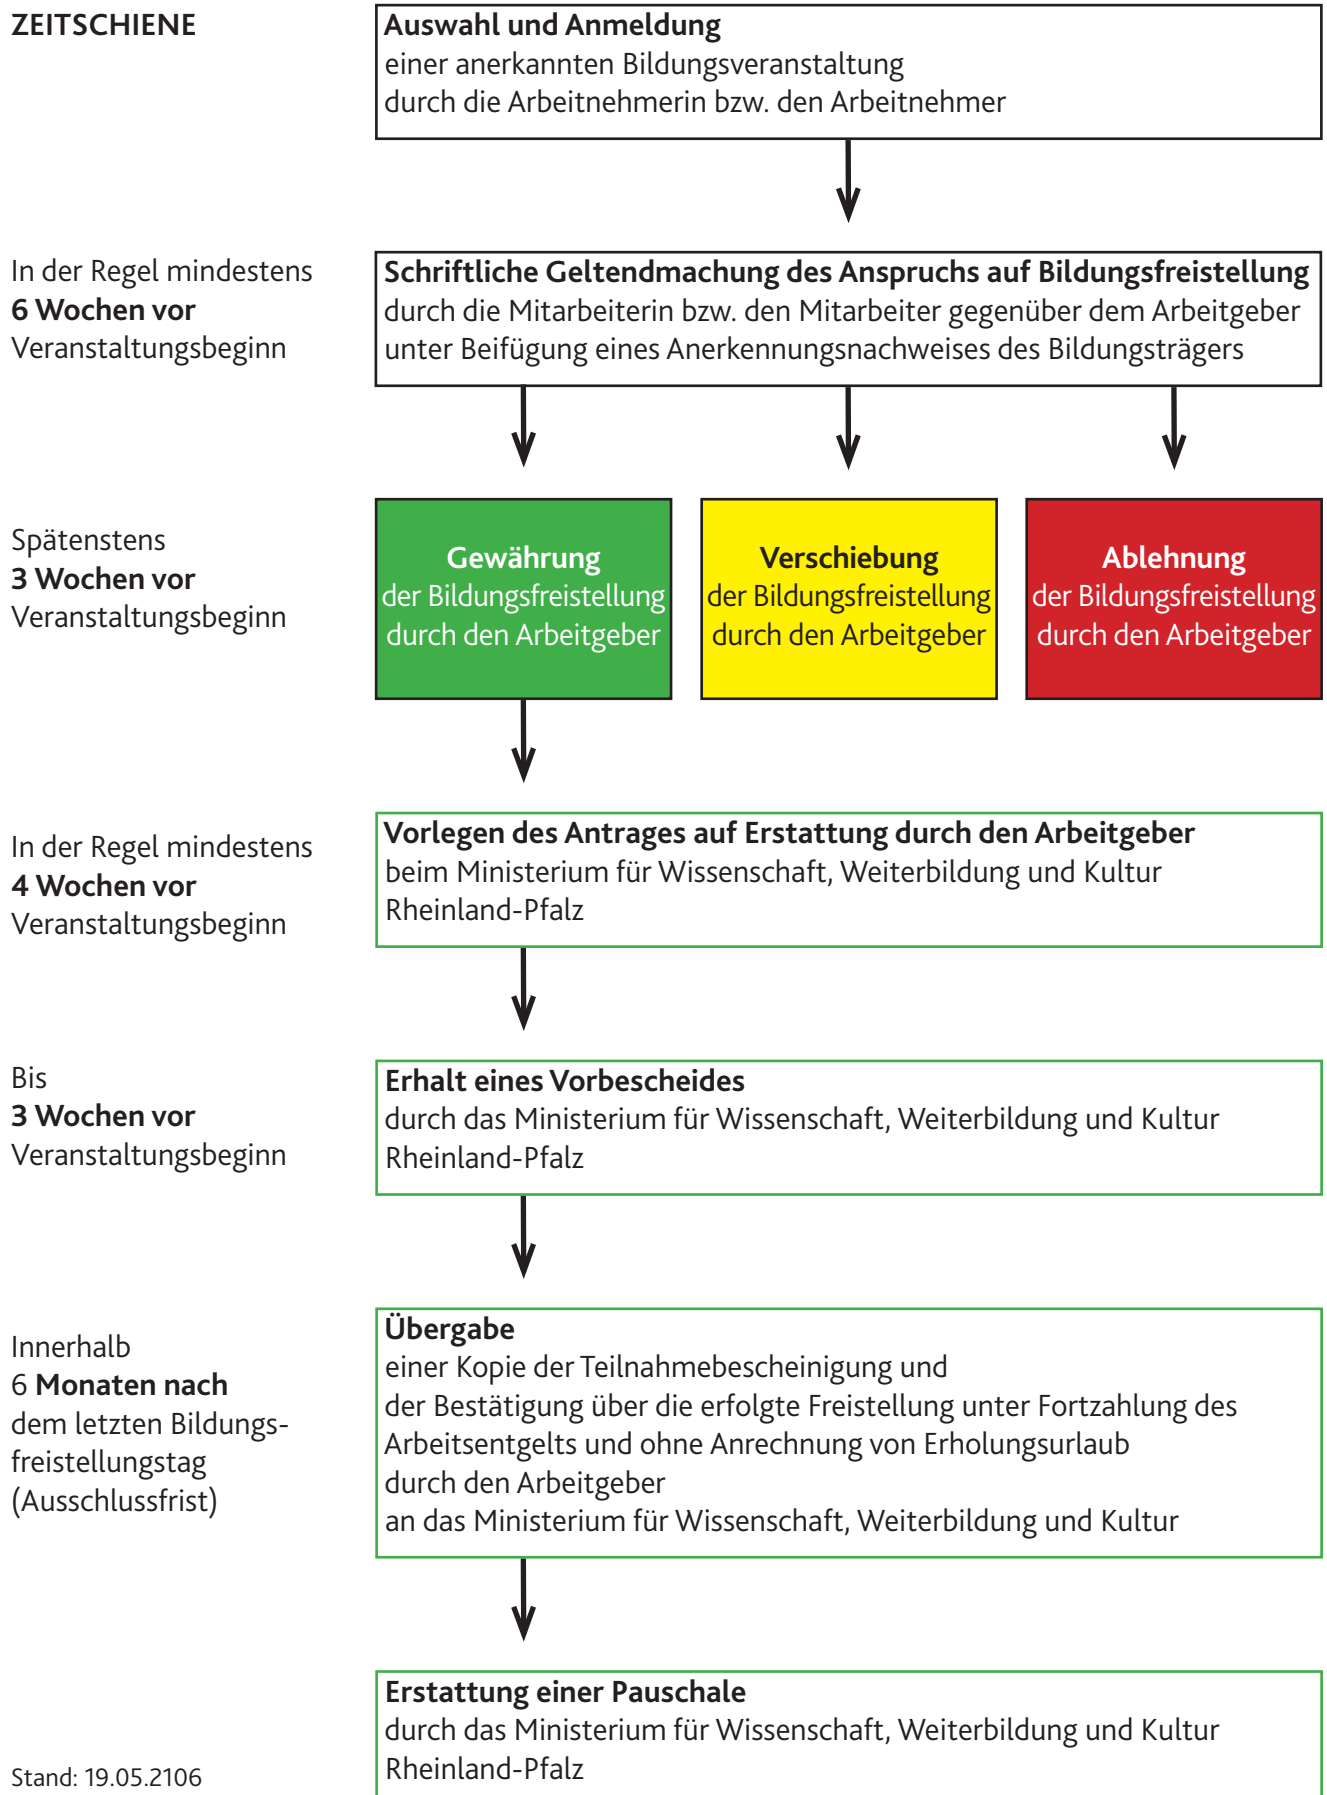 ZEITSCHIENE
Auswahl und Anmeldung
einer anerkannten Bildungsveranstaltung
durch die Arbeitnehmerin bzw. den Arbeitnehmer
In der Regel mindestens
6 Wochen vor
Veranstaltungsbeginn
Schriftliche Geltendmachung des Anspruchs auf Bildungsfreistellung
durch die Mitarbeiterin bzw. den Mitarbeiter gegenüber dem Arbeitgeber
unter Beifügung eines Anerkennungsnachweises des Bildungsträgers
Spätenstens
3 Wochen vor
Veranstaltungsbeginn
Gewährung
der Bildungsfreistellung
durch den Arbeitgeber
Verschiebung
der Bildungsfreistellung
durch den Arbeitgeber
Ablehnung
der Bildungsfreistellung
durch den Arbeitgeber
In der Regel mindestens
4 Wochen vor
Veranstaltungsbeginn
Vorlegen des Antrages auf Erstattung durch den Arbeitgeber
beim Ministerium für Wissenschaft, Weiterbildung und Kultur
Rheinland-Pfalz
Bis
3 Wochen vor
Veranstaltungsbeginn
Erhalt eines Vorbescheides
durch das Ministerium für Wissenschaft, Weiterbildung und Kultur
Rheinland-Pfalz
Innerhalb
6 Monaten nach
dem letzten Bildungs-
freistellungstag
(Ausschlussfrist)
Übergabe
einer Kopie der Teilnahmebescheinigung und
der Bestätigung über die erfolgte Freistellung unter Fortzahlung des
Arbeitsentgelts und ohne Anrechnung von Erholungsurlaub
durch den Arbeitgeber
an das Ministerium für Wissenschaft, Weiterbildung und Kultur
Erstattung einer Pauschale
durch das Ministerium für Wissenschaft, Weiterbildung und Kultur
Rheinland-Pfalz
Stand: 19.05.2106